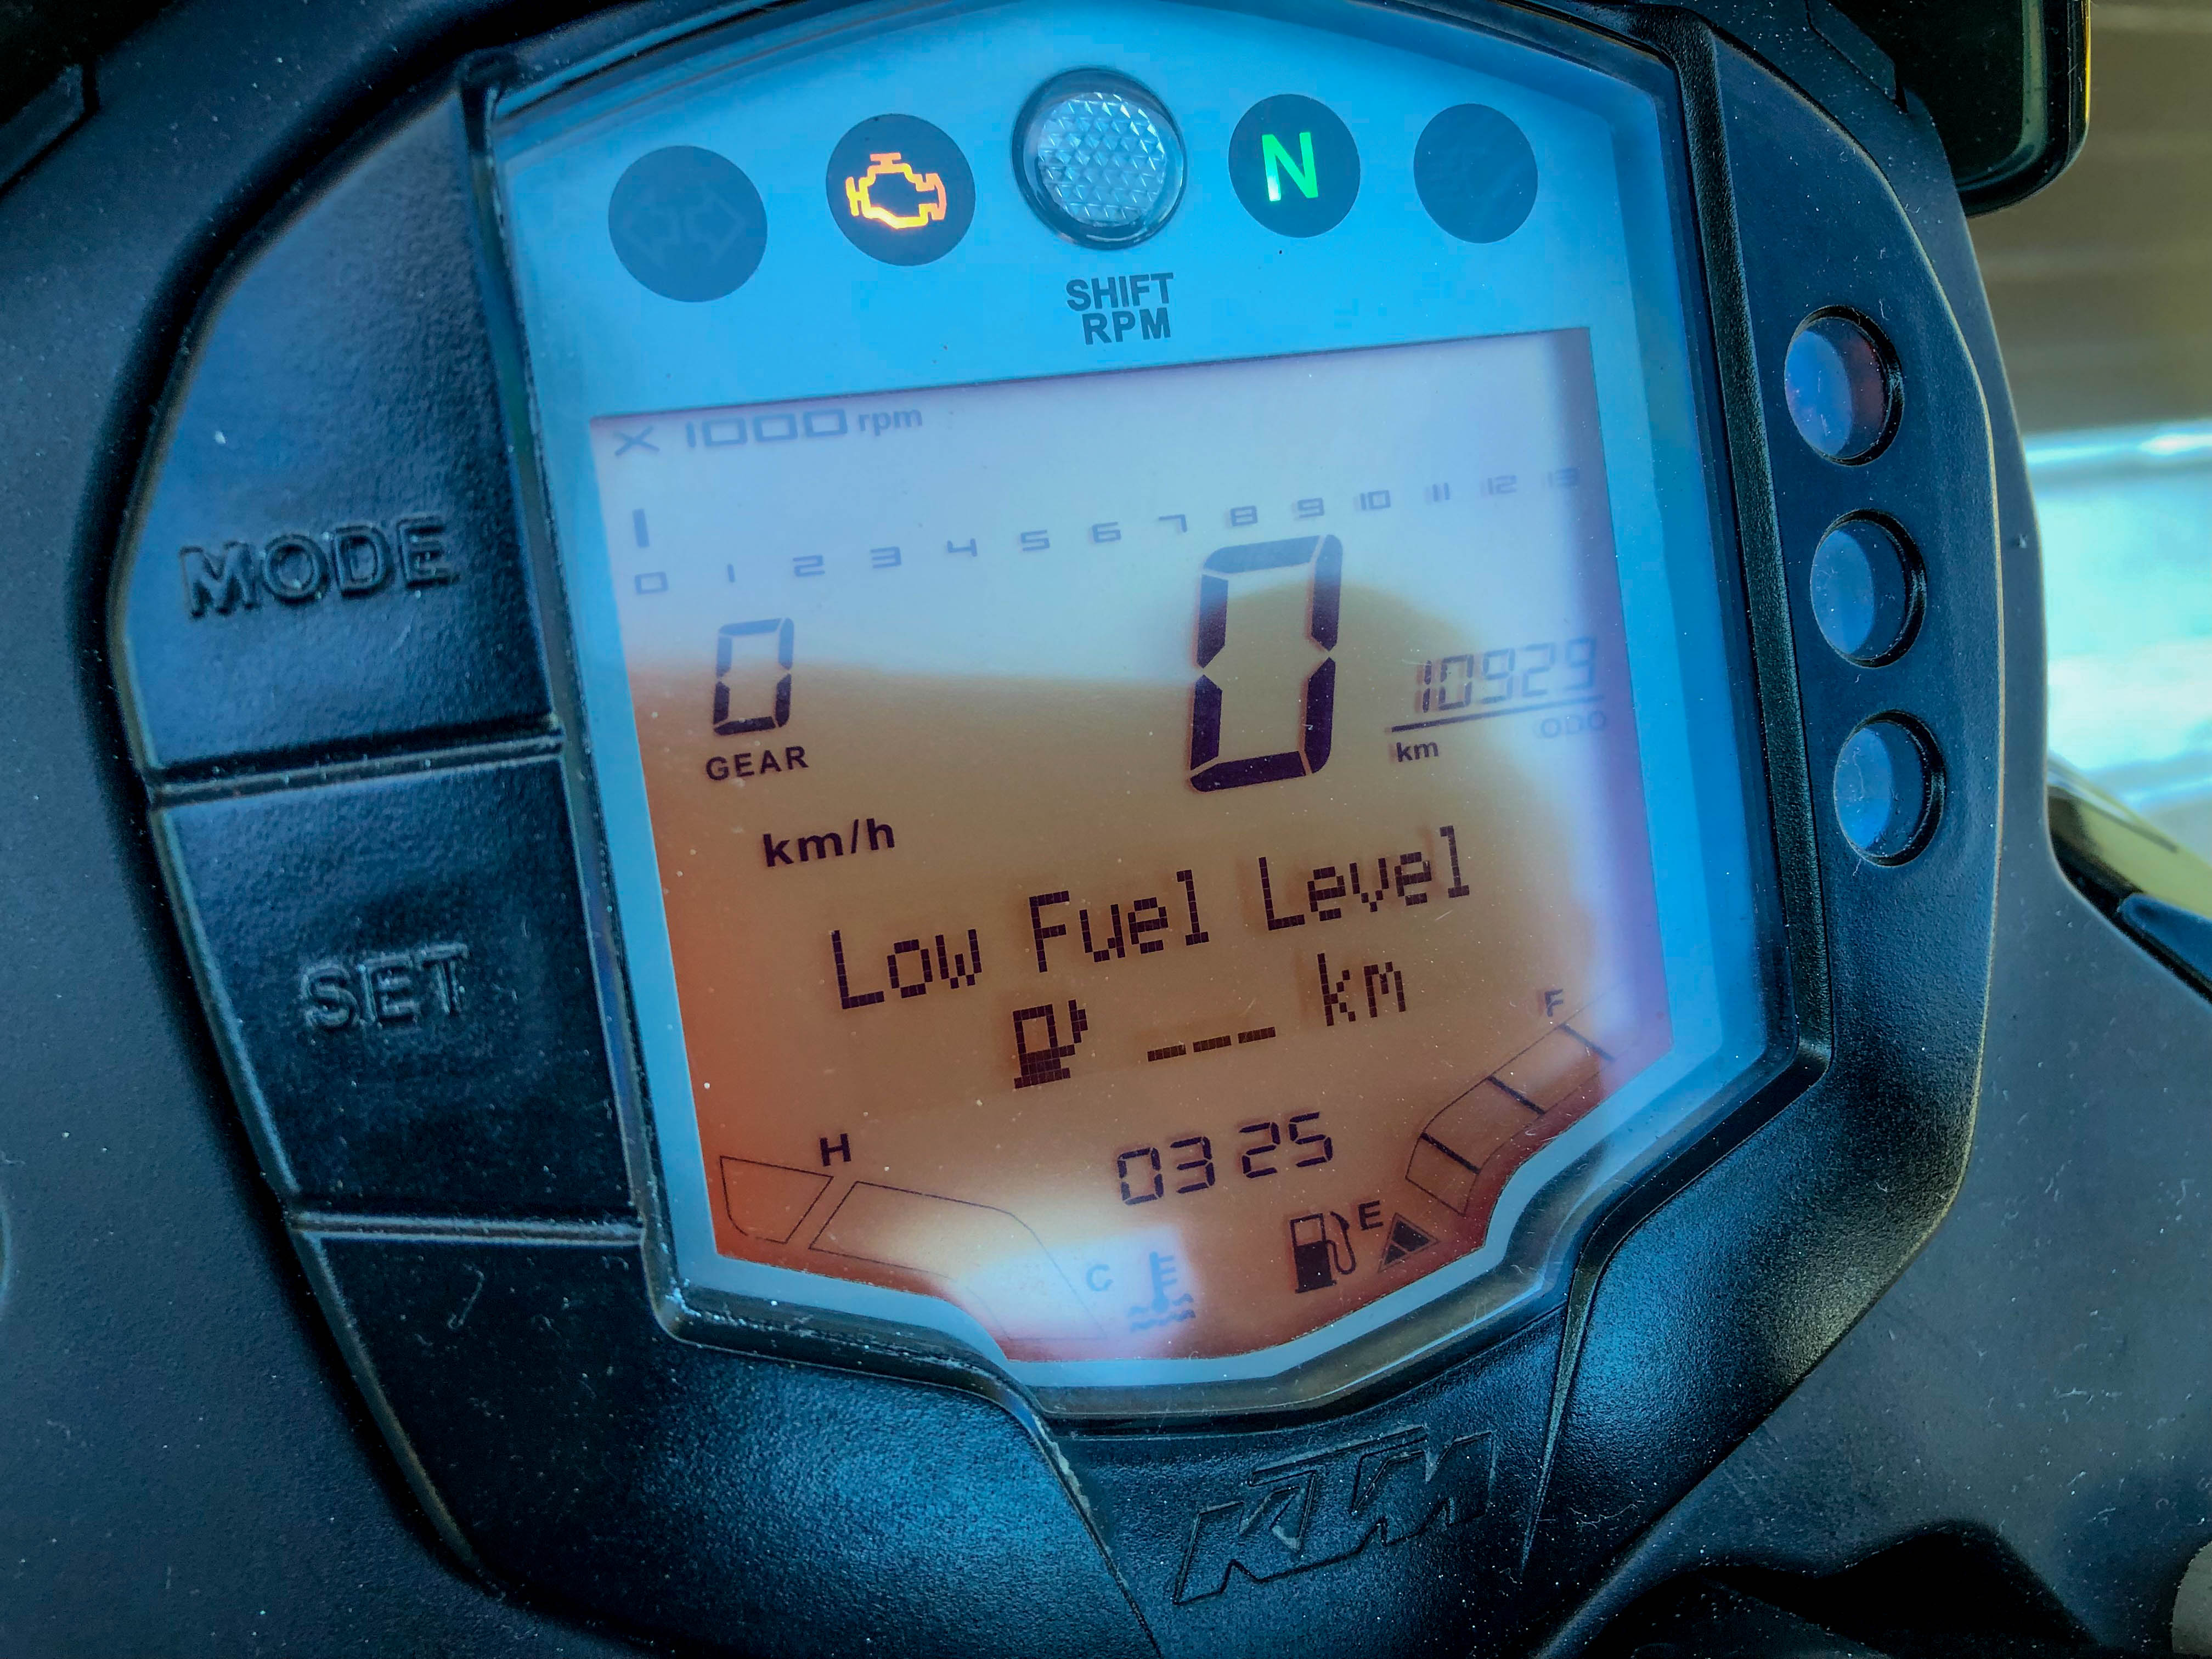 N
SHIFT
RPM
X 1000 rpm
0 1 2 3 4 5 6 7 8 9 10 11 12 13
MODE
0
GEAR
0
10929
km ODO
km/h
Low Fuel Level
--- km
SET
F
H
03 25
E
C
KTM